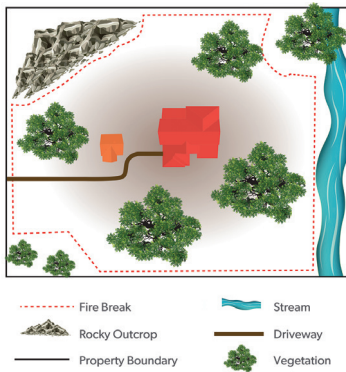 Fire Break
Stream
Rocky Outcrop
Driveway
Property Boundary
Vegetation